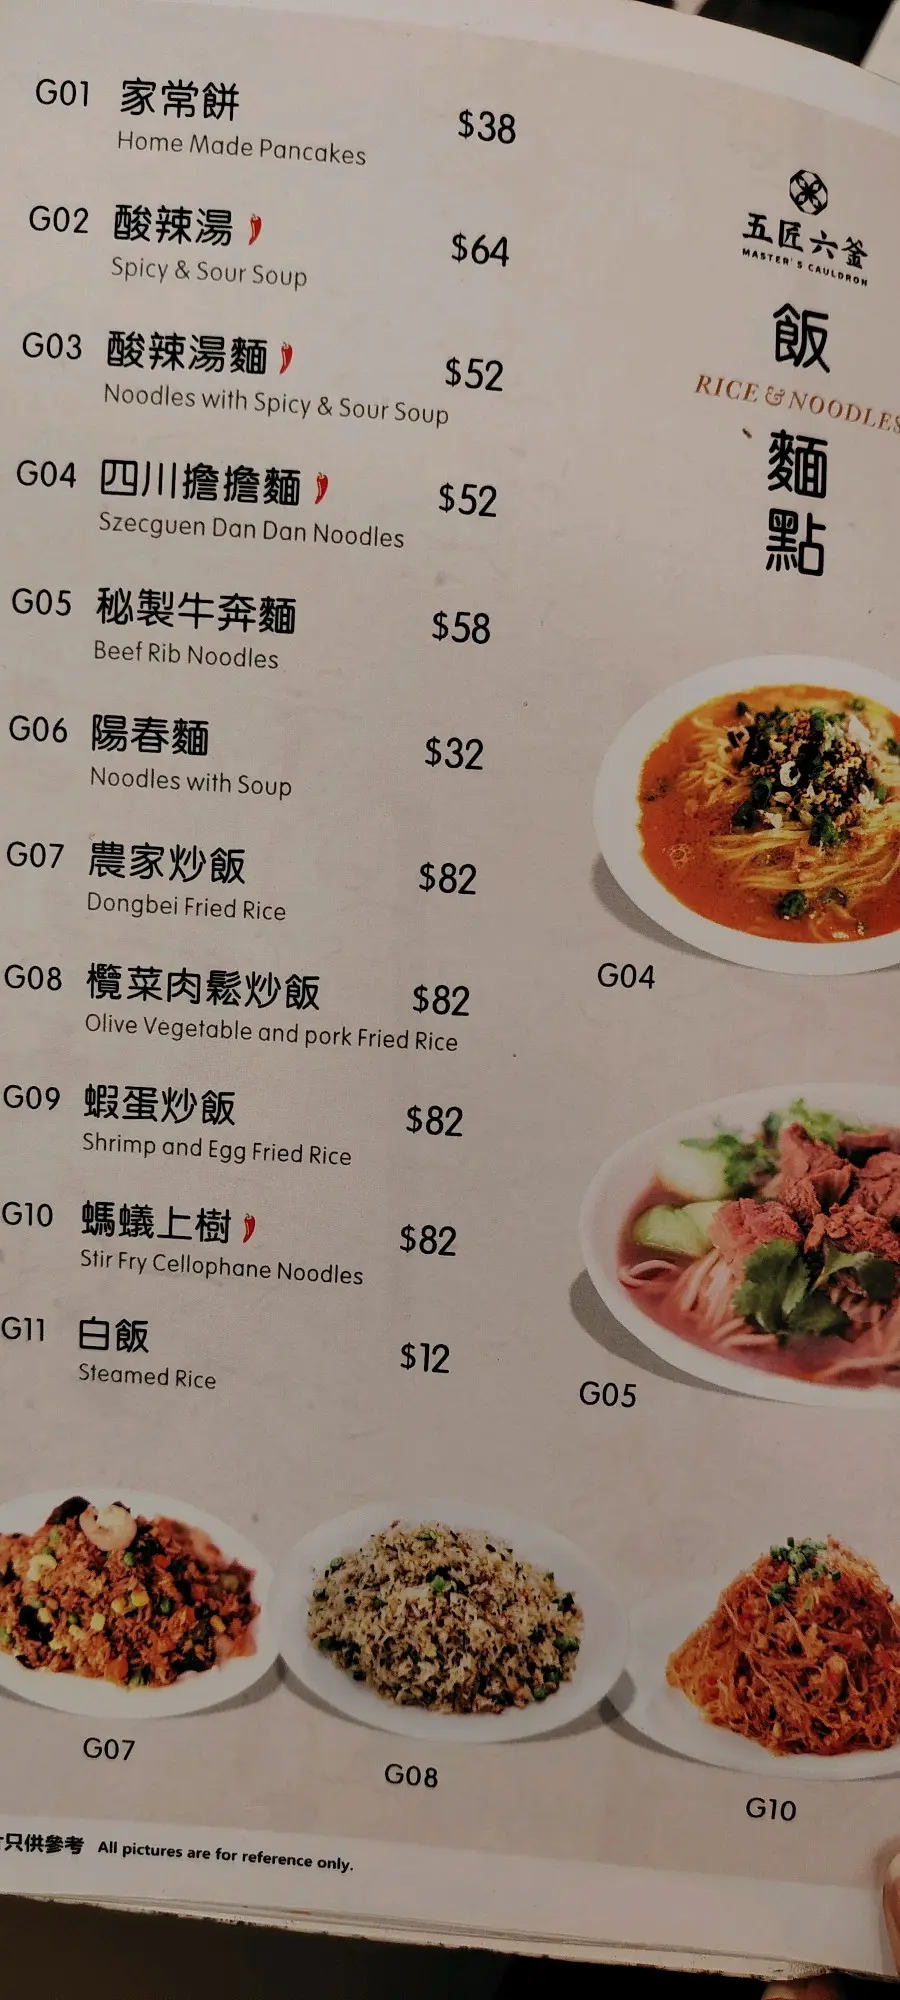 G01 家常餅 $38
Home Made Pancakes
G02 酸辣湯 $64
Spicy & Sour Soup
G03 酸辣湯麵 $52
Noodles with Spicy & Sour Soup
G04 四川擔擔麵 $52
Szecguen Dan Dan Noodles
G05 秘製牛奔麵 $58
Beef Rib Noodles
G06 陽春麵 $32
Noodles with Soup
G07 農家炒飯 $82
Dongbei Fried Rice
G08 欖菜肉鬆炒飯 $82
Olive Vegetable and pork Fried Rice
G09 蝦蛋炒飯 $82
Shrimp and Egg Fried Rice
G10 螞蟻上樹 $82
Stir Fry Cellophane Noodles
G11 白飯 $12
Steamed Rice
五匠六釜
MASTER'S CAULDRON
飯
RICE & NOODLES
麵
點
G04
G05
G07
G08
G10
只供參考 All pictures are for reference only.